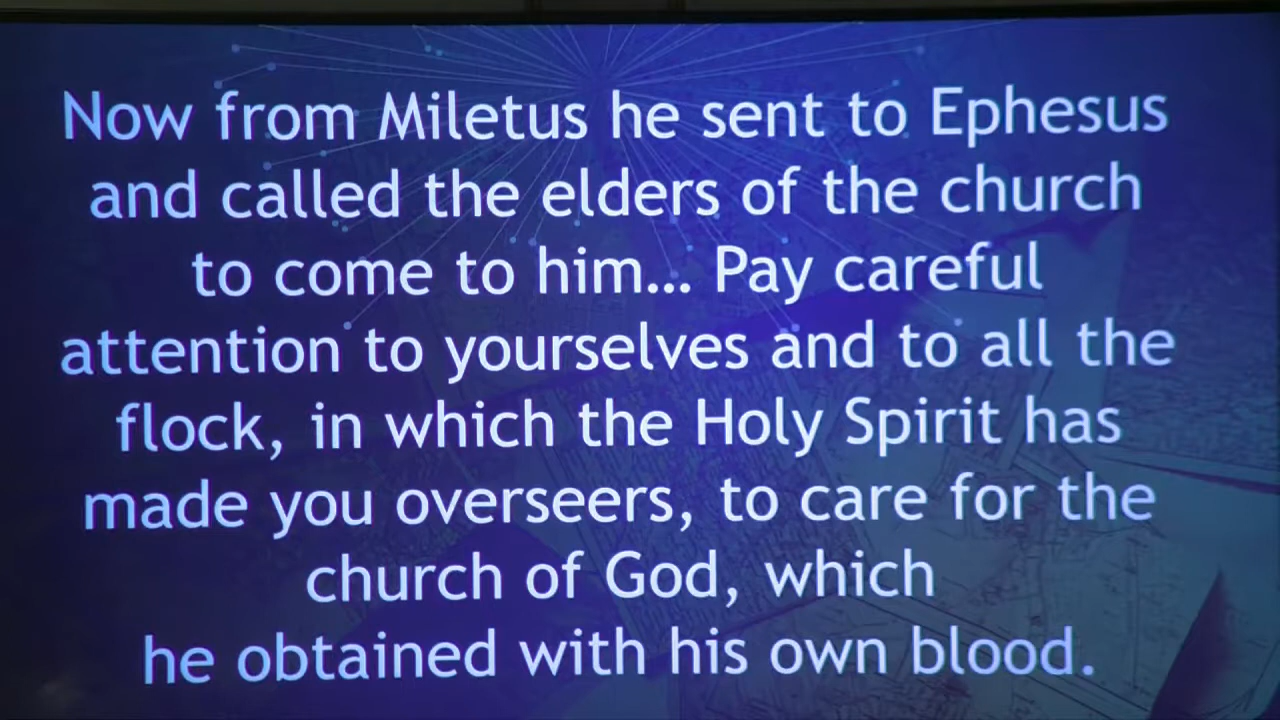 Now from Miletus he sent to Ephesus
and called the elders of the church
to come to him... Pay careful
attention to yourselves and to all the
flock, in which the Holy Spirit has
made you overseers, to care for the
church of God, which
he obtained with his own blood.